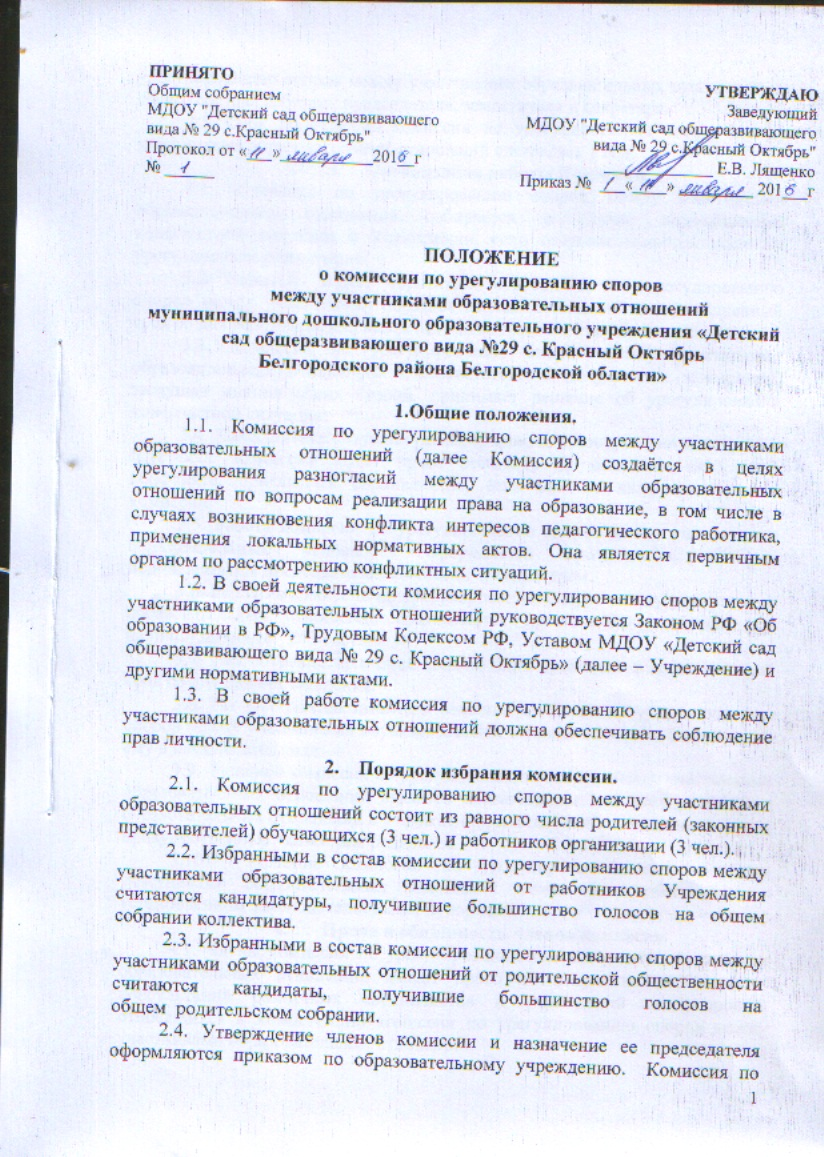 ПРИНЯТО
Общим собранием
МДОУ "Детский сад общеразвивающего
вида № 29 с.Красный Октябрь"
Протокол от «11» января 2016 г
№ 1
УТВЕРЖДАЮ
Заведующий
МДОУ "Детский сад общеразвивающего
вида № 29 с.Красный Октябрь"
Е.В. Лященко
Приказ № 1 «11» января 2016 г
ПОЛОЖЕНИЕ
о комиссии по урегулированию споров
между участниками образовательных отношений
муниципального дошкольного образовательного учреждения «Детский
сад общеразвивающего вида №29 с. Красный Октябрь
Белгородского района Белгородской области»
1.Общие положения.
1.1. Комиссия по урегулированию споров между участниками
образовательных отношений (далее Комиссия) создаётся в целях
урегулирования разногласий между участниками образовательных
отношений по вопросам реализации права на образование, в том числе в
случаях возникновения конфликта интересов педагогического работника,
применения локальных нормативных актов. Она является первичным
органом по рассмотрению конфликтных ситуаций.
1.2. В своей деятельности комиссия по урегулированию споров между
участниками образовательных отношений руководствуется Законом РФ «Об
образовании в РФ», Трудовым Кодексом РФ, Уставом МДОУ «Детский сад
общеразвивающего вида № 29 с. Красный Октябрь» (далее – Учреждение) и
другими нормативными актами.
1.3. В своей работе комиссия по урегулированию споров между
участниками образовательных отношений должна обеспечивать соблюдение
прав личности.
2. Порядок избрания комиссии.
2.1. Комиссия по урегулированию споров между участниками
образовательных отношений состоит из равного числа родителей (законных
представителей) обучающихся (3 чел.) и работников организации (3 чел.).
2.2. Избранными в состав комиссии по урегулированию споров между
участниками образовательных отношений от работников Учреждения
считаются кандидатуры, получившие большинство голосов на общем
собрании коллектива.
2.3. Избранными в состав комиссии по урегулированию споров между
участниками образовательных отношений от родительской общественности
считаются кандидаты, получившие большинство голосов на
общем родительском собрании.
2.4. Утверждение членов комиссии и назначение ее председателя
оформляются приказом по образовательному учреждению. Комиссия по
1